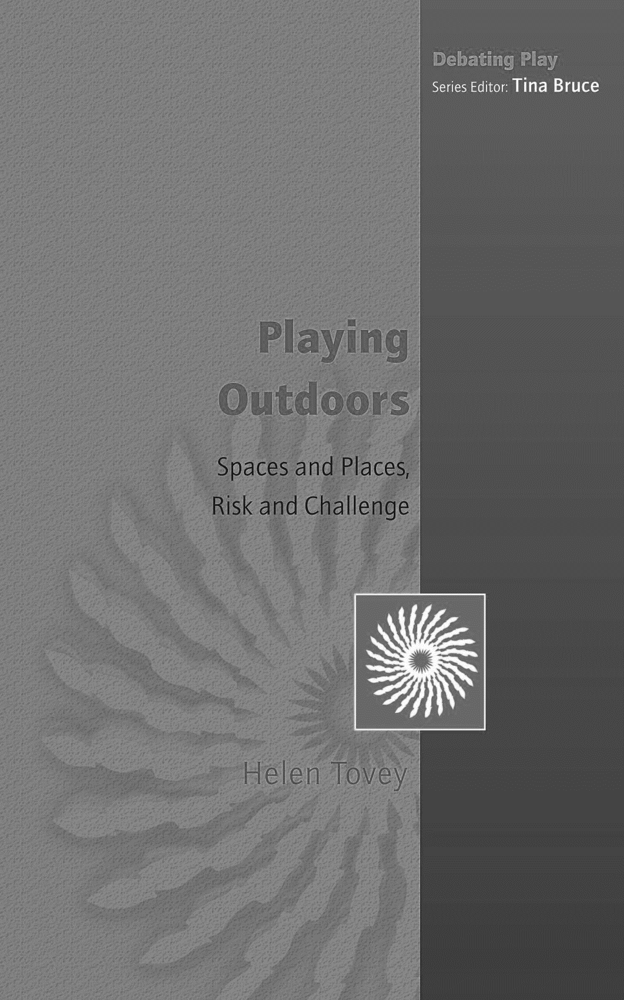 Debating Play
Series Editor: Tina Bruce
Playing
Outdoors
Spaces and Places,
Risk and Challenge
Helen Tovey